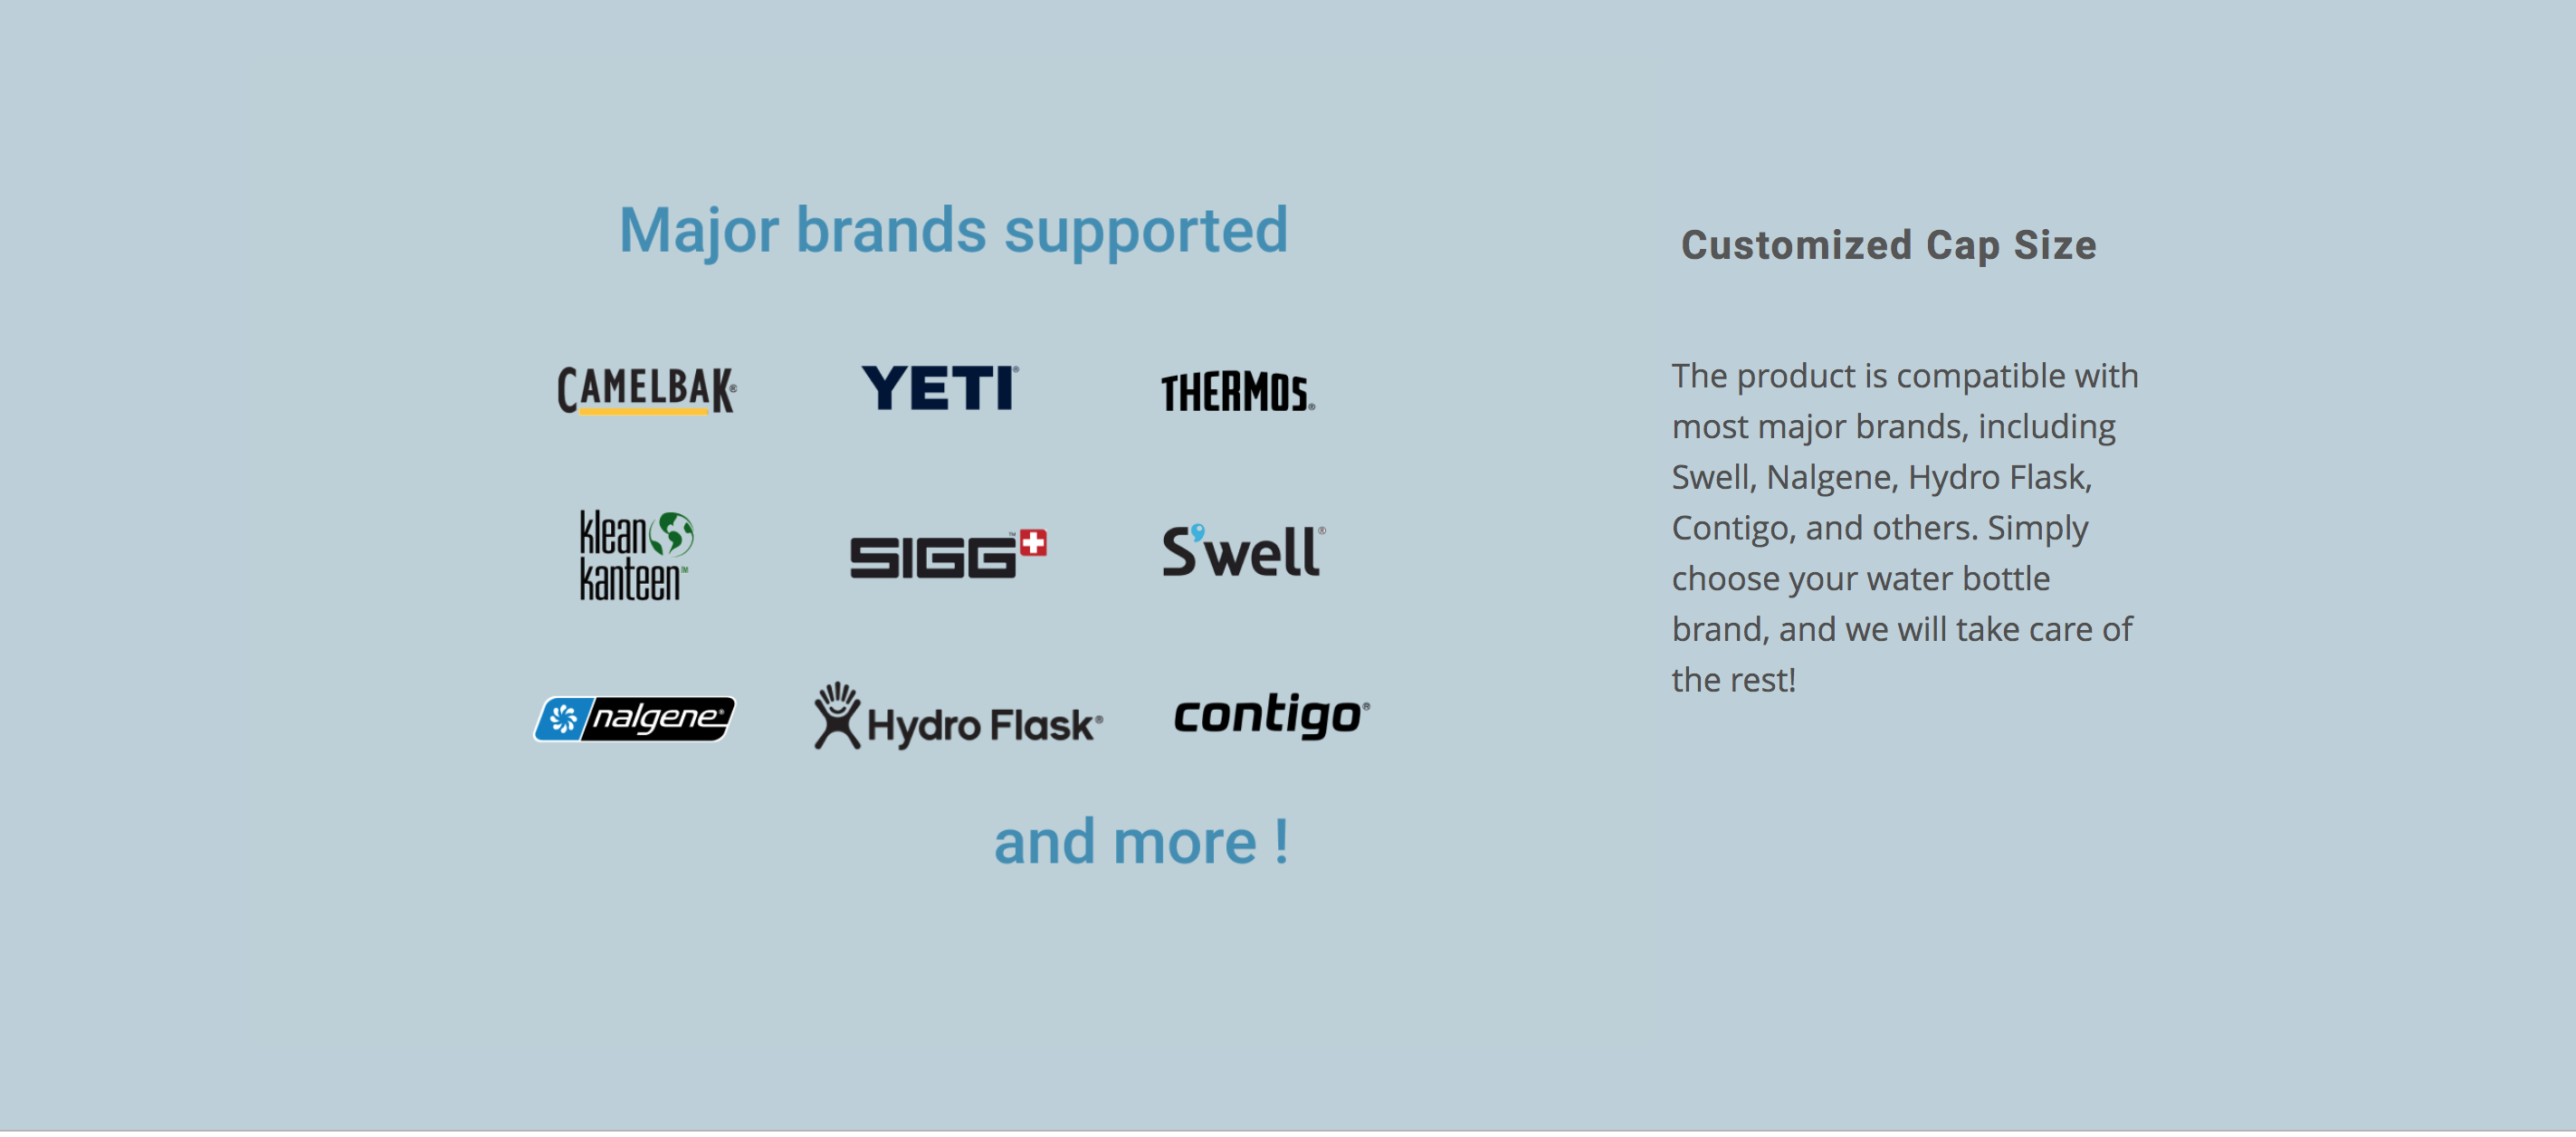 Major brands supported
CAMELBAK®
YETI®
THERMOS®
klean
kanteen™
SIGG™
S'well®
nalgene®
Hydro Flask®
contigo®
and more !
Customized Cap Size
The product is compatible with
most major brands, including
Swell, Nalgene, Hydro Flask,
Contigo, and others. Simply
choose your water bottle
brand, and we will take care of
the rest!